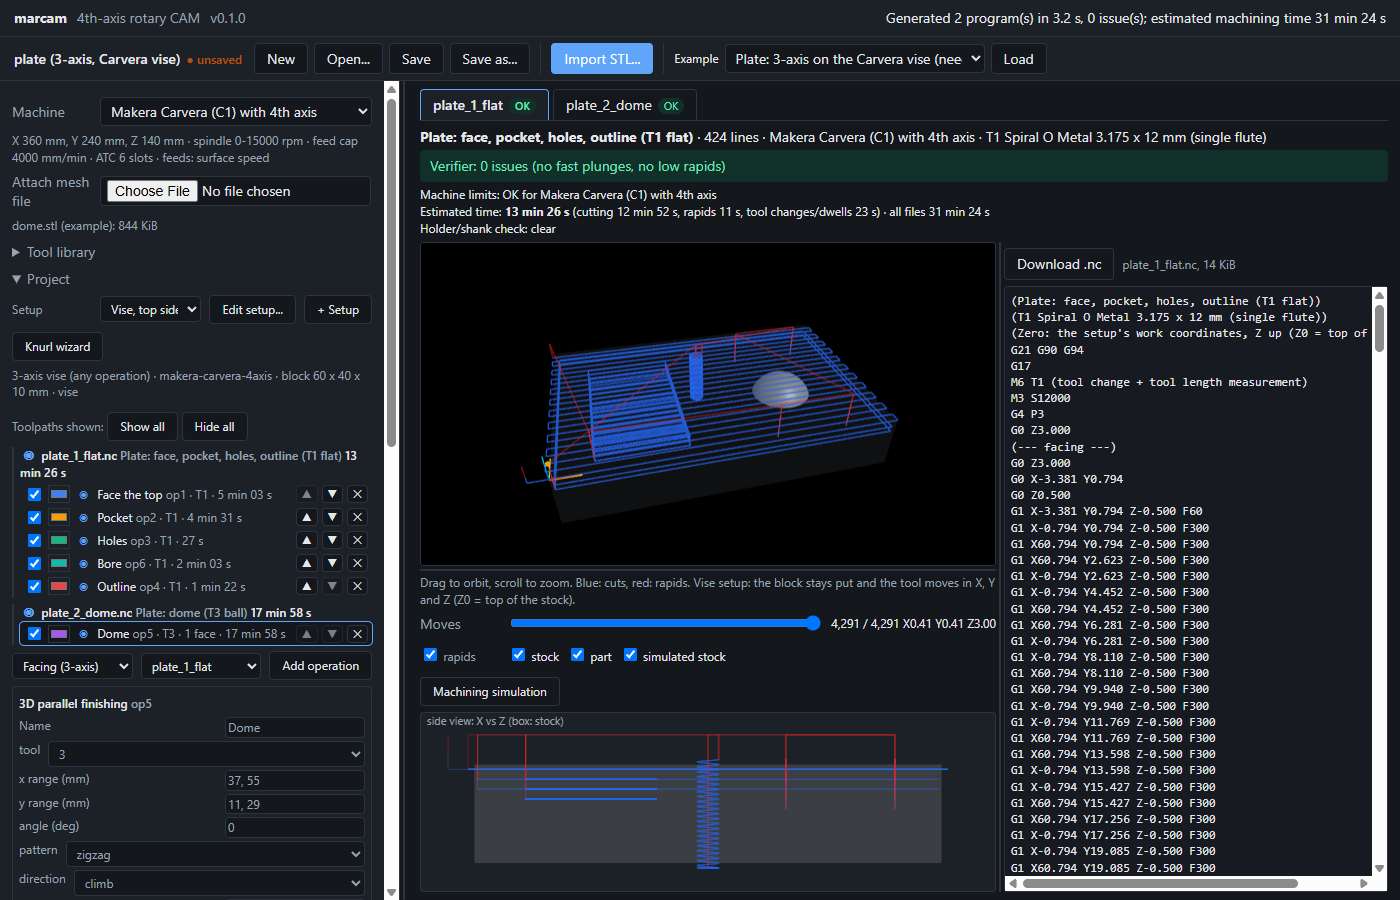 marcam 4th-axis rotary CAM v0.1.0
Generated 2 program(s) in 3.2 s, 0 issue(s); estimated machining time 31 min 24 s
plate (3-axis, Carvera vise) ● unsaved New Open... Save Save as... Import STL... Example Plate: 3-axis on the Carvera vise (nee Load
Machine Makera Carvera (C1) with 4th axis
X 360 mm, Y 240 mm, Z 140 mm · spindle 0-15000 rpm · feed cap
4000 mm/min · ATC 6 slots · feeds: surface speed
Attach mesh
file
Choose File No file chosen
dome.stl (example): 844 KiB
▶ Tool library
▼ Project
Setup Vise, top side Edit setup... + Setup
Knurl wizard
3-axis vise (any operation) · makera-carvera-4axis · block 60 x 40 x
10 mm · vise
Toolpaths shown: Show all Hide all
plate_1_flat.nc Plate: face, pocket, holes, outline (T1 flat) 13
min 26 s
Face the top op1 · T1 · 5 min 03 s ▲ ▼ ✕
Pocket op2 · T1 · 4 min 31 s ▲ ▼ ✕
Holes op3 · T1 · 27 s ▲ ▼ ✕
Bore op6 · T1 · 2 min 03 s ▲ ▼ ✕
Outline op4 · T1 · 1 min 22 s ▲ ▼ ✕
plate_2_dome.nc Plate: dome (T3 ball) 17 min 58 s
Dome op5 · T3 · 1 face · 17 min 58 s ▲ ▼ ✕
Facing (3-axis) plate_1_flat Add operation
3D parallel finishing op5
Name Dome
tool 3
x range (mm) 37, 55
y range (mm) 11, 29
angle (deg) 0
pattern zigzag
direction climb
plate_1_flat OK plate_2_dome OK
Plate: face, pocket, holes, outline (T1 flat) · 424 lines · Makera Carvera (C1) with 4th axis · T1 Spiral O Metal 3.175 x 12 mm (single flute)
Verifier: 0 issues (no fast plunges, no low rapids)
Machine limits: OK for Makera Carvera (C1) with 4th axis
Estimated time: 13 min 26 s (cutting 12 min 52 s, rapids 11 s, tool changes/dwells 23 s) · all files 31 min 24 s
Holder/shank check: clear
Drag to orbit, scroll to zoom. Blue: cuts, red: rapids. Vise setup: the block stays put and the tool moves in X, Y
and Z (Z0 = top of the stock).
Moves 4,291 / 4,291 X0.41 Y0.41 Z3.00
rapids stock part simulated stock
Machining simulation
side view: X vs Z (box: stock)
Download .nc plate_1_flat.nc, 14 KiB
(Plate: face, pocket, holes, outline (T1 flat))
(T1 Spiral O Metal 3.175 x 12 mm (single flute))
(Zero: the setup's work coordinates, Z up (Z0 = top of
G21 G90 G94
G17
M6 T1 (tool change + tool length measurement)
M3 S12000
G4 P3
G0 Z3.000
(--- facing ---)
G0 Z3.000
G0 X-3.381 Y0.794
G0 Z0.500
G1 X-3.381 Y0.794 Z-0.500 F60
G1 X-0.794 Y0.794 Z-0.500 F300
G1 X60.794 Y0.794 Z-0.500 F300
G1 X60.794 Y2.623 Z-0.500 F300
G1 X-0.794 Y2.623 Z-0.500 F300
G1 X-0.794 Y4.452 Z-0.500 F300
G1 X60.794 Y4.452 Z-0.500 F300
G1 X60.794 Y6.281 Z-0.500 F300
G1 X-0.794 Y6.281 Z-0.500 F300
G1 X-0.794 Y8.110 Z-0.500 F300
G1 X60.794 Y8.110 Z-0.500 F300
G1 X60.794 Y9.940 Z-0.500 F300
G1 X-0.794 Y9.940 Z-0.500 F300
G1 X-0.794 Y11.769 Z-0.500 F300
G1 X60.794 Y11.769 Z-0.500 F300
G1 X60.794 Y13.598 Z-0.500 F300
G1 X-0.794 Y13.598 Z-0.500 F300
G1 X-0.794 Y15.427 Z-0.500 F300
G1 X60.794 Y15.427 Z-0.500 F300
G1 X60.794 Y17.256 Z-0.500 F300
G1 X-0.794 Y17.256 Z-0.500 F300
G1 X-0.794 Y19.085 Z-0.500 F300
G1 X60.794 Y19.085 Z-0.500 F300